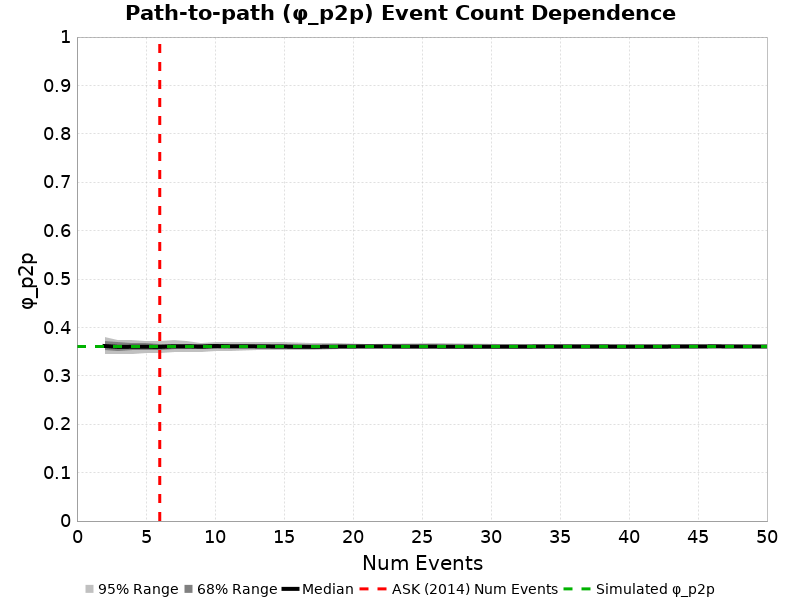 Path-to-path (φ_p2p) Event Count Dependence
1
0.9
0.8
0.7
0.6
0.5
0.4
0.3
0.2
0.1
0
φ_p2p
0 5 10 15 20 25 30 35 40 45 50
Num Events
95% Range 68% Range Median ASK (2014) Num Events Simulated φ_p2p